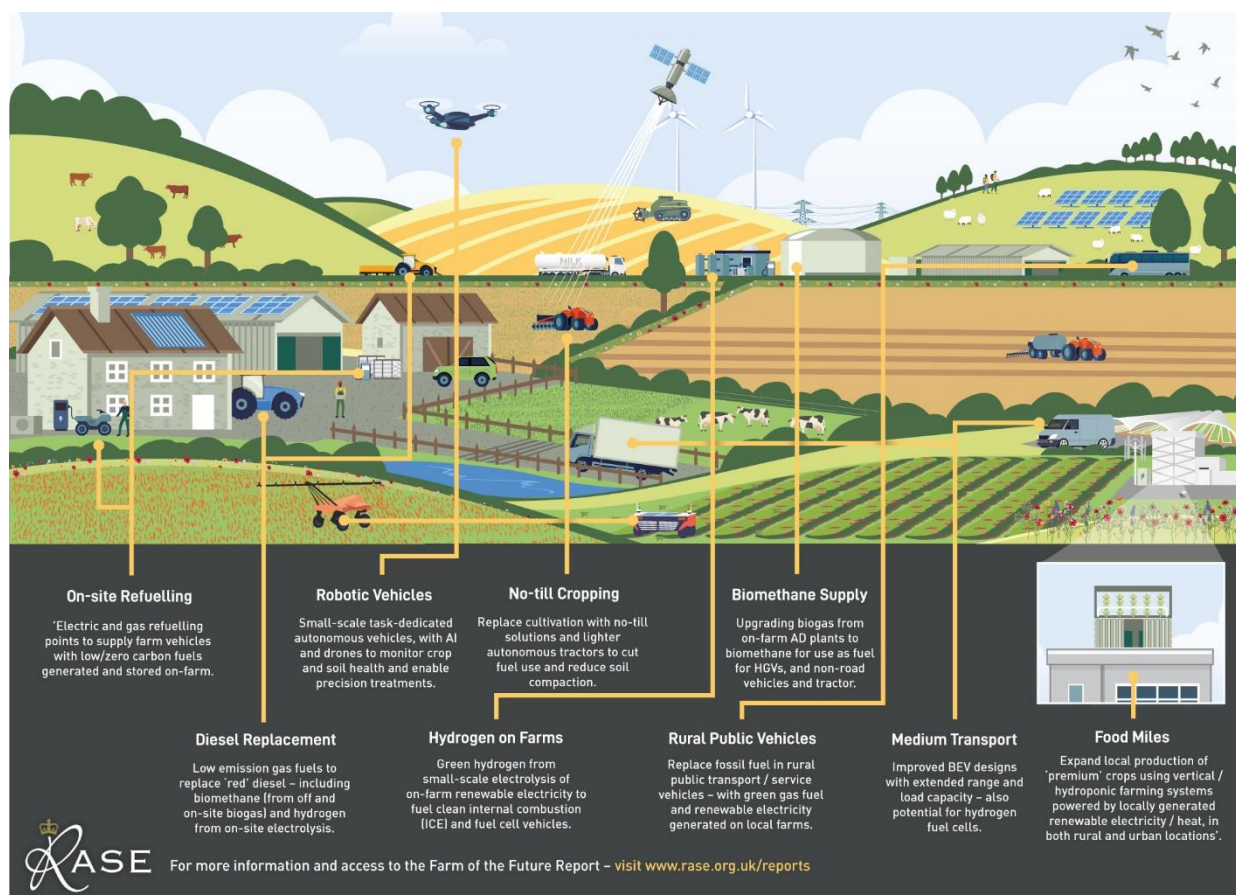 MILK
On-site Refuelling
'Electric and gas refuelling
points to supply farm vehicles
with low/zero carbon fuels
generated and stored on-farm.
Robotic Vehicles
Small-scale task-dedicated
autonomous vehicles, with AI
and drones to monitor crop
and soil health and enable
precision treatments.
No-till Cropping
Replace cultivation with no-till
solutions and lighter
autonomous tractors to cut
fuel use and reduce soil
compaction.
Biomethane Supply
Upgrading biogas from
on-farm AD plants to
biomethane for use as fuel
for HGVs, and non-road
vehicles and tractor.
Diesel Replacement
Low emission gas fuels to
replace 'red' diesel – including
biomethane (from off and
on-site biogas) and hydrogen
from on-site electrolysis.
Hydrogen on Farms
Green hydrogen from
small-scale electrolysis of
on-farm renewable electricity to
fuel clean internal combustion
(ICE) and fuel cell vehicles.
Rural Public Vehicles
Replace fossil fuel in rural
public transport / service
vehicles – with green gas fuel
and renewable electricity
generated on local farms.
Medium Transport
Improved BEV designs
with extended range and
load capacity – also
potential for hydrogen
fuel cells.
Food Miles
Expand local production of
'premium' crops using vertical /
hydroponic farming systems
powered by locally generated
renewable electricity / heat, in
both rural and urban locations'.
RASE
For more information and access to the Farm of the Future Report – visit www.rase.org.uk/reports